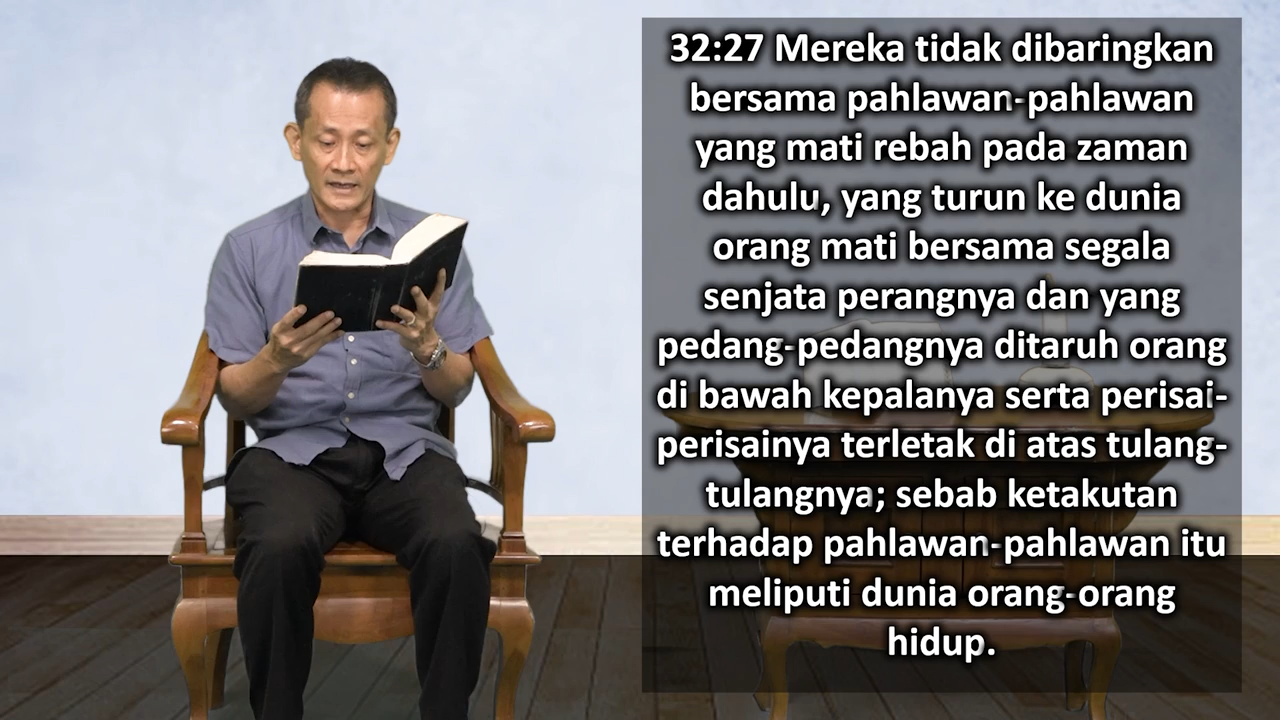 32:27 Mereka tidak dibaringkan
bersama pahlawan-pahlawan
yang mati rebah pada zaman
dahulu, yang turun ke dunia
orang mati bersama segala
senjata perangnya dan yang
pedang-pedangnya ditaruh orang
di bawah kepalanya serta perisai-
perisainya terletak di atas tulang-
tulangnya; sebab ketakutan
terhadap pahlawan-pahlawan itu
meliputi dunia orang-orang
hidup.